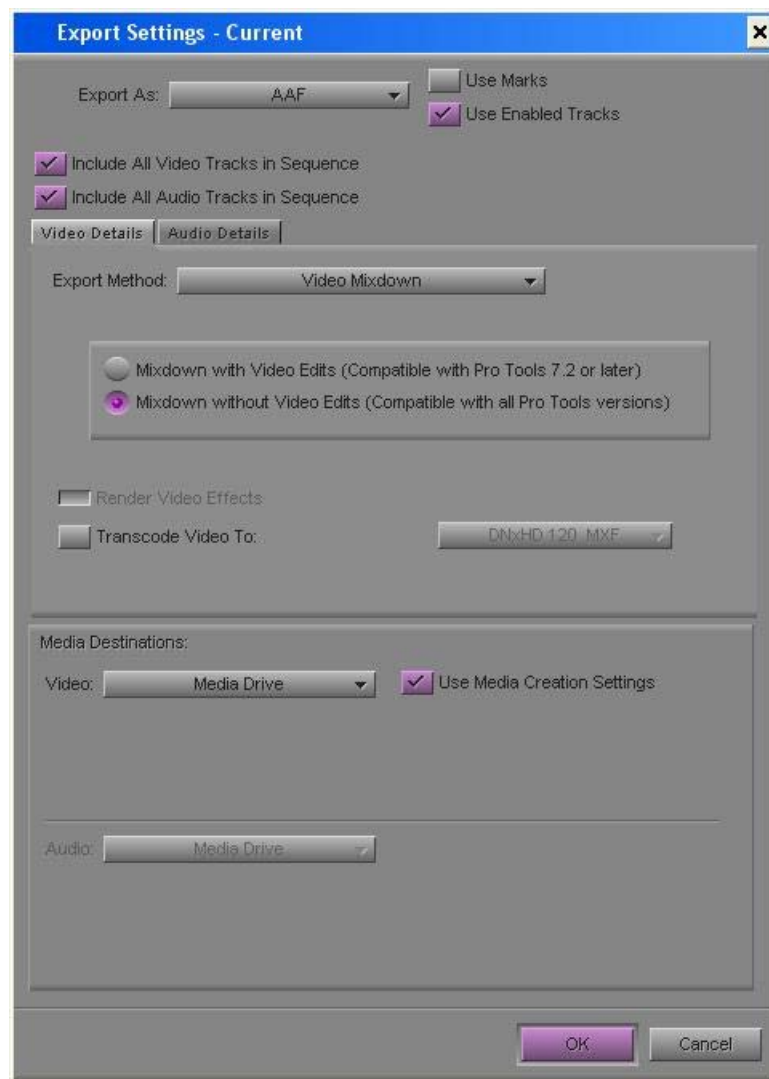 Export Settings - Current
Export As: AAF
Use Marks
Use Enabled Tracks
Include All Video Tracks in Sequence
Include All Audio Tracks in Sequence
Video Details Audio Details
Export Method: Video Mixdown
Mixdown with Video Edits (Compatible with Pro Tools 7.2 or later)
Mixdown without Video Edits (Compatible with all Pro Tools versions)
Render Video Effects
Transcode Video To: DNxHD 120 MXF
Media Destinations:
Video: Media Drive Use Media Creation Settings
Audio: Media Drive
OK Cancel